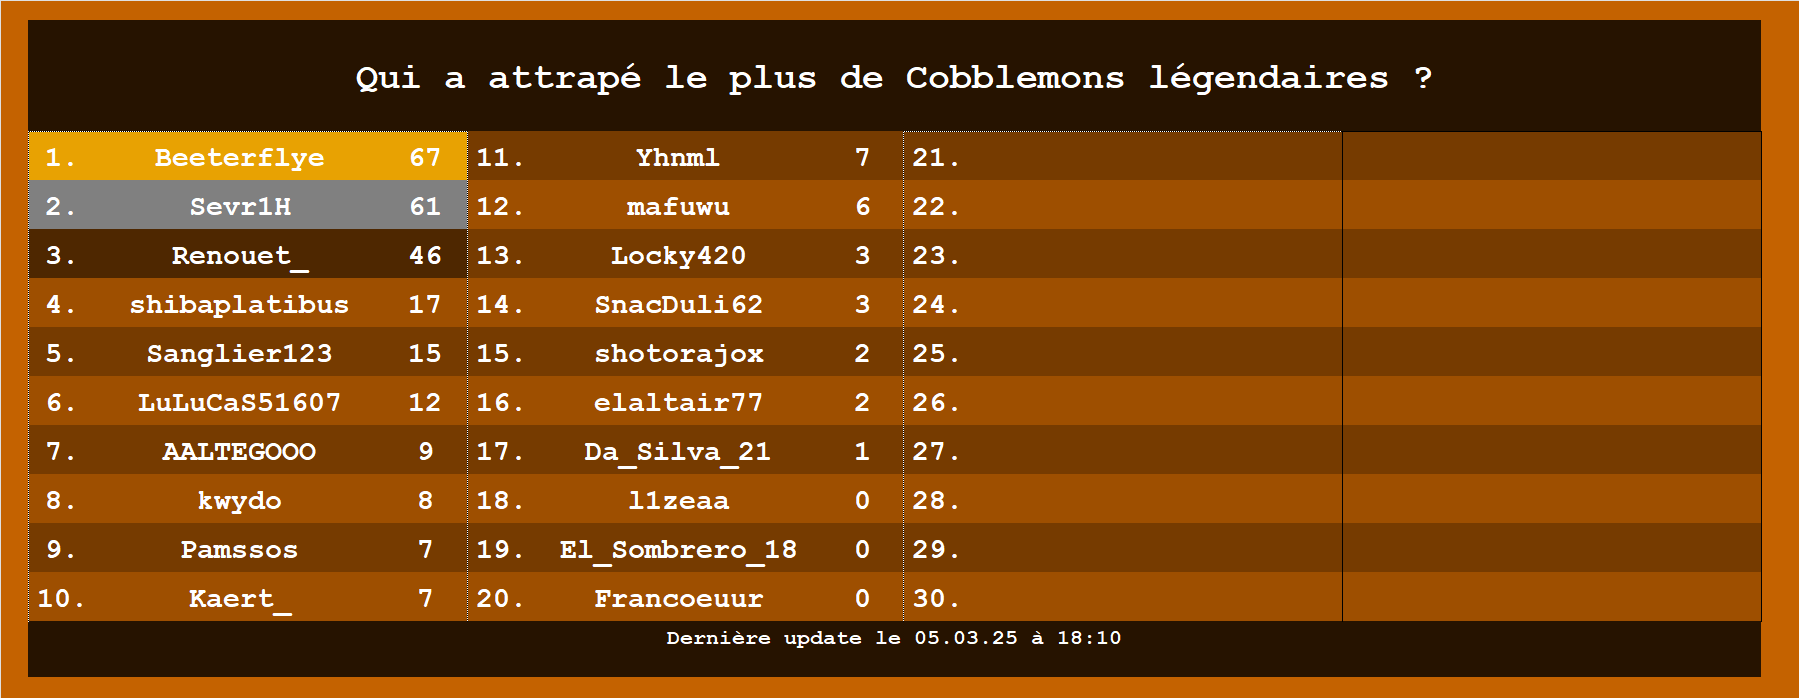 Qui a attrapé le plus de Cobblemons légendaires ?
1. Beeterflye 67 11. Yhnml 7 21.
2. Sevr1H 61 12. mafuwu 6 22.
3. Renouet_ 46 13. Locky420 3 23.
4. shibaplatibus 17 14. SnacDuli62 3 24.
5. Sanglier123 15 15. shotorajox 2 25.
6. LuLuCaS51607 12 16. elaltair77 2 26.
7. AALTEGOOO 9 17. Da_Silva_21 1 27.
8. kwydo 8 18. l1zeaa 0 28.
9. Pamssos 7 19. El_Sombrero_18 0 29.
10. Kaert_ 7 20. Francoeuur 0 30.
Dernière update le 05.03.25 à 18:10